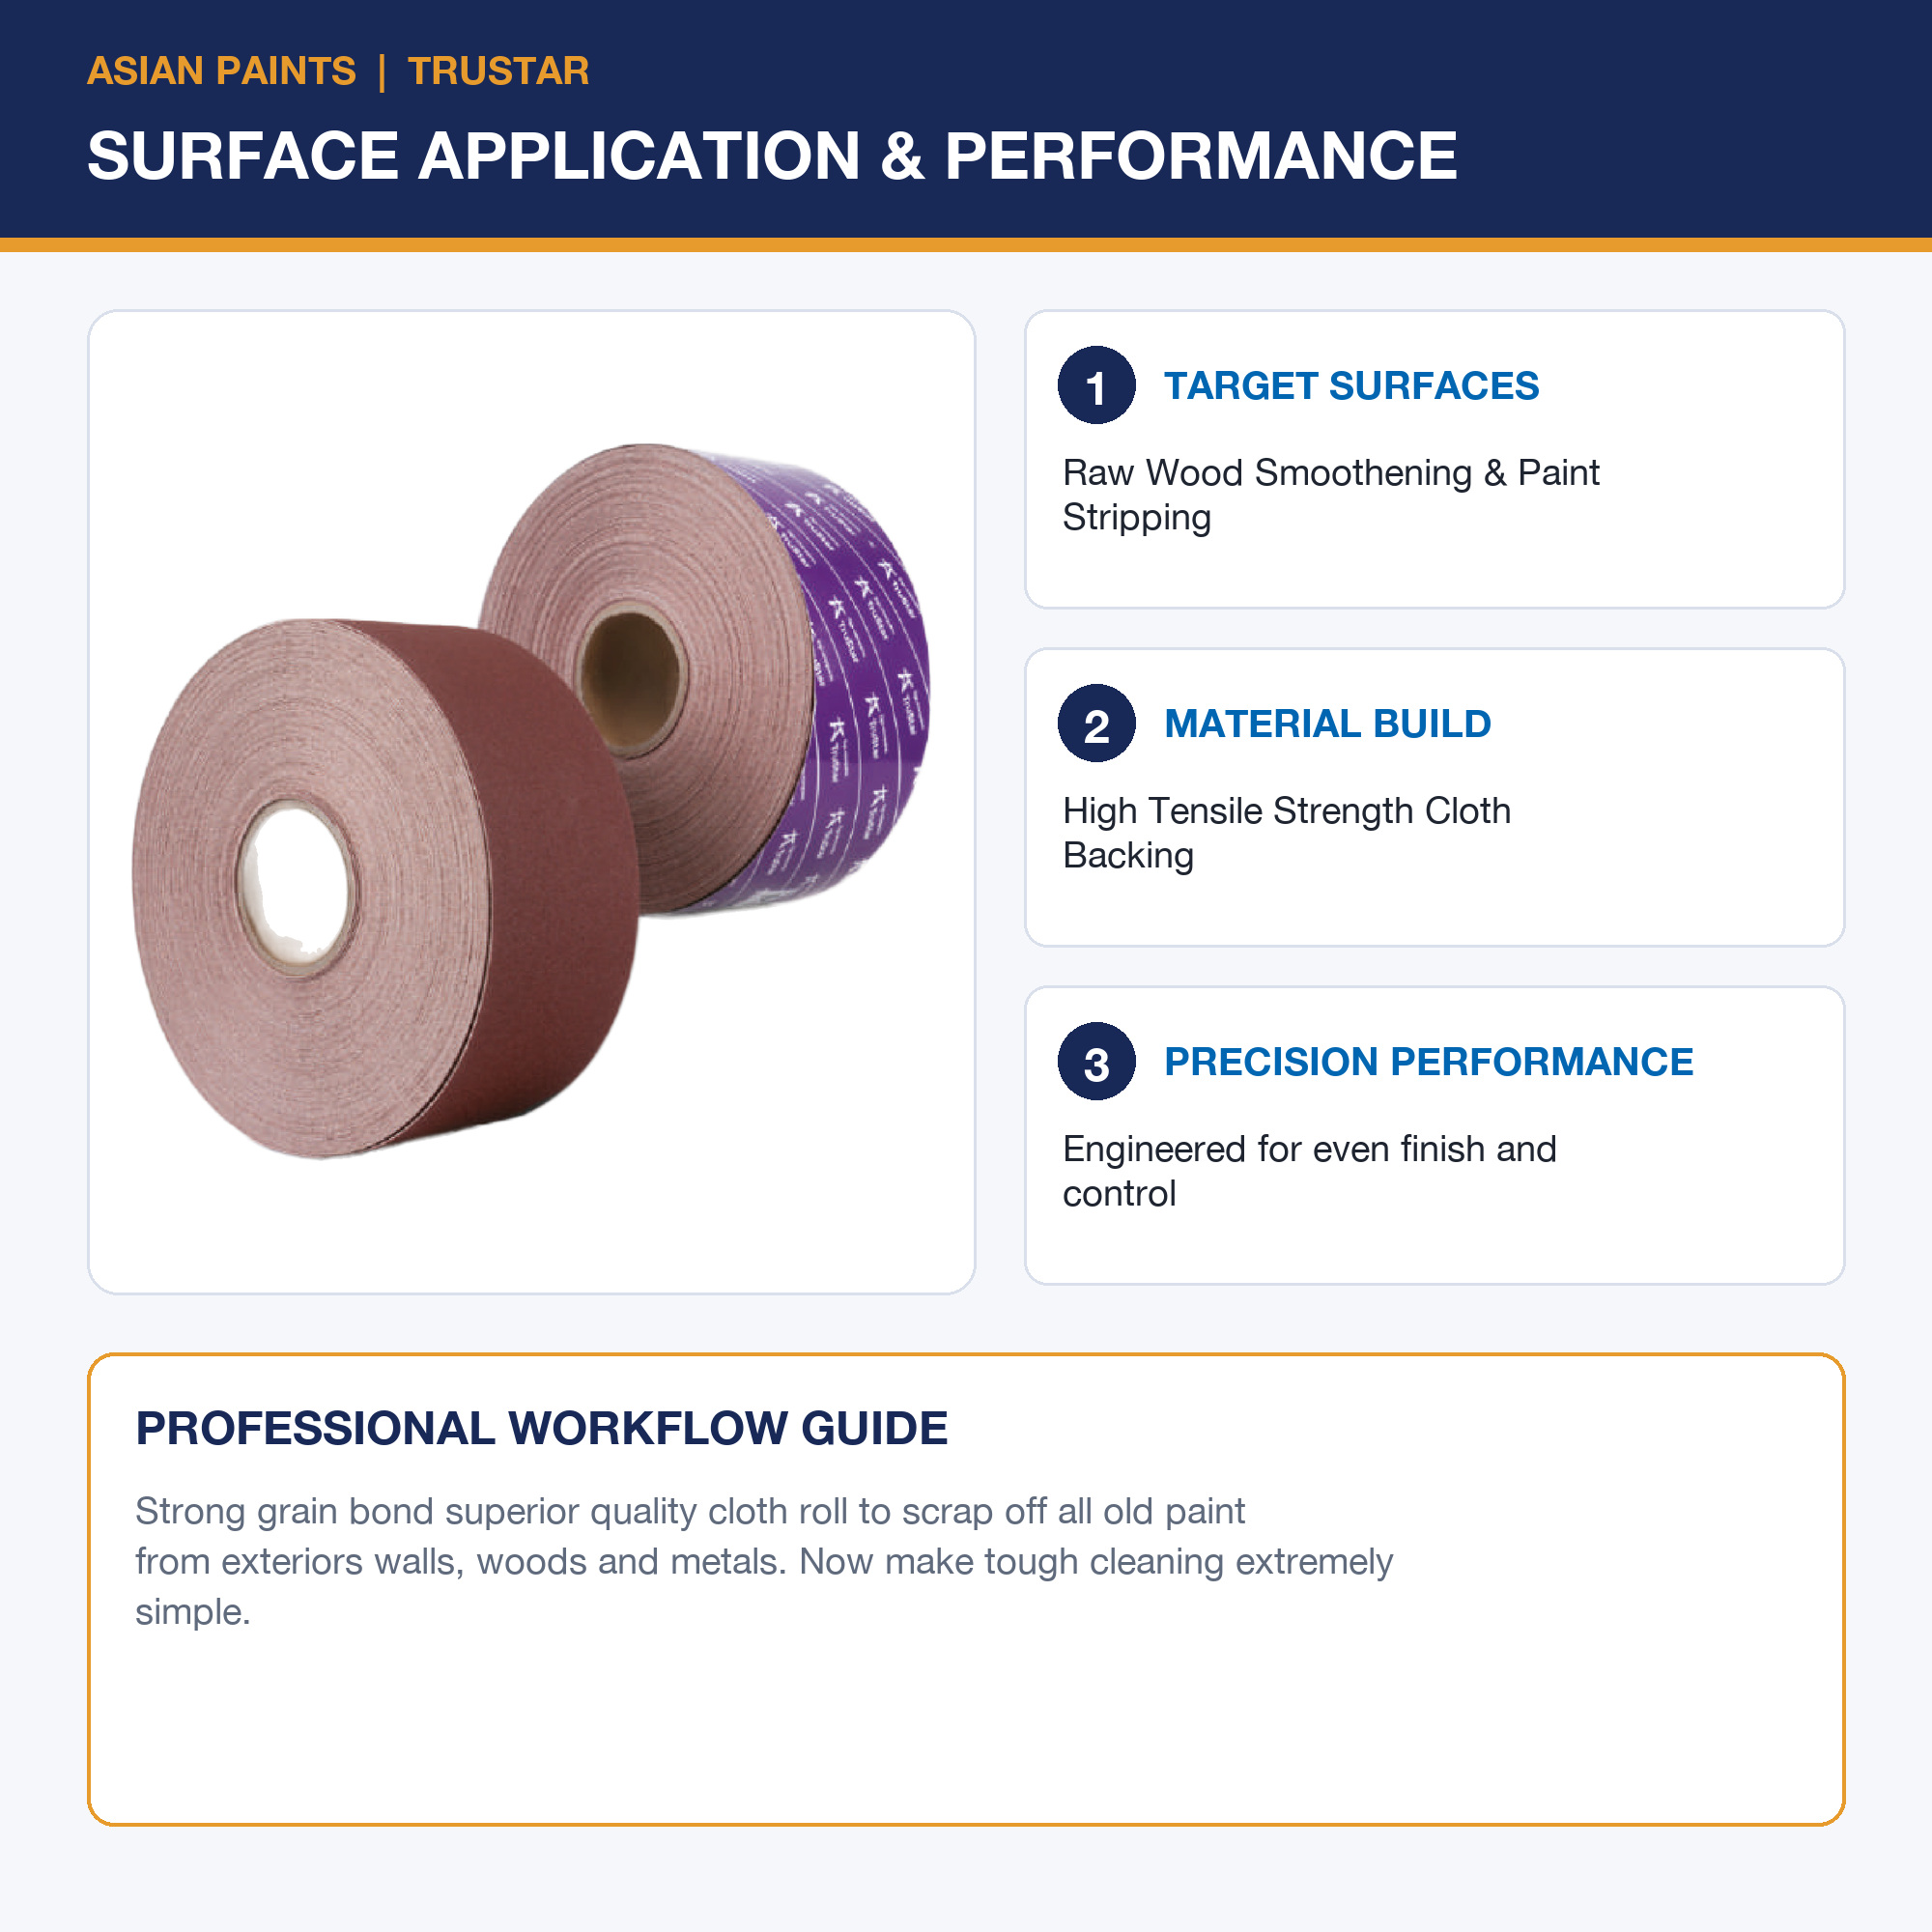 ASIAN PAINTS | TRUSTAR
SURFACE APPLICATION & PERFORMANCE
1 TARGET SURFACES
Raw Wood Smoothening & Paint
Stripping
2 MATERIAL BUILD
High Tensile Strength Cloth
Backing
3 PRECISION PERFORMANCE
Engineered for even finish and
control
TruStar
PROFESSIONAL WORKFLOW GUIDE
Strong grain bond superior quality cloth roll to scrap off all old paint
from exteriors walls, woods and metals. Now make tough cleaning extremely
simple.